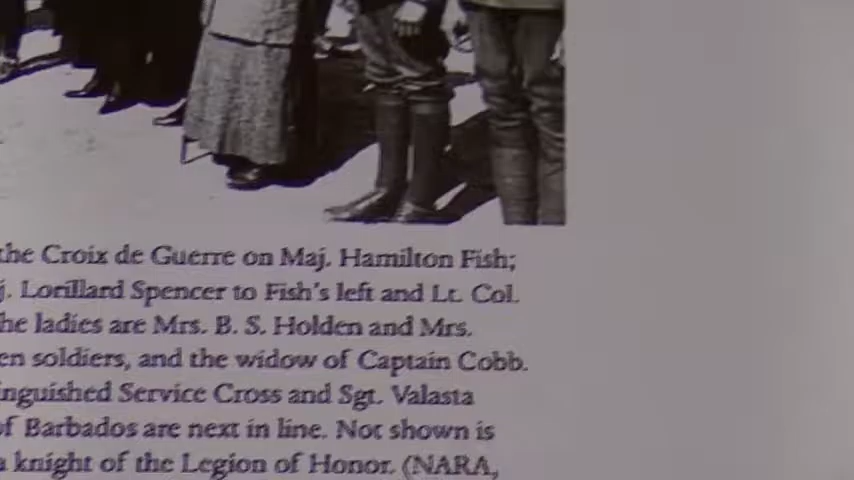 the Croix de Guerre on Maj. Hamilton Fish;
j. Lorillard Spencer to Fish's left and Lt. Col.
he ladies are Mrs. B. S. Holden and Mrs.
en soldiers, and the widow of Captain Cobb.
inguished Service Cross and Sgt. Valasta
of Barbados are next in line. Not shown is
a knight of the Legion of Honor. (NARA,